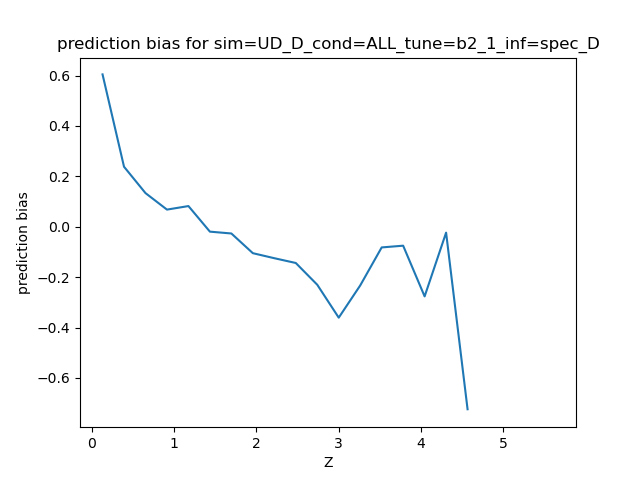 prediction bias for sim=UD_D_cond=ALL_tune=b2_1_inf=spec_D
0.6
0.4
0.2
0.0
−0.2
−0.4
−0.6
prediction bias
0 1 2 3 4 5
Z